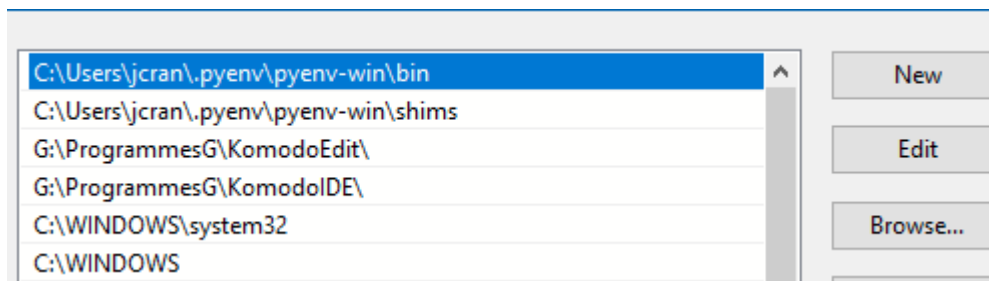 C:\Users\jcran\.pyenv\pyenv-win\bin
C:\Users\jcran\.pyenv\pyenv-win\shims
G:\ProgrammesG\KomodoEdit\
G:\ProgrammesG\KomodoIDE\
C:\WINDOWS\system32
C:\WINDOWS
New
Edit
Browse...